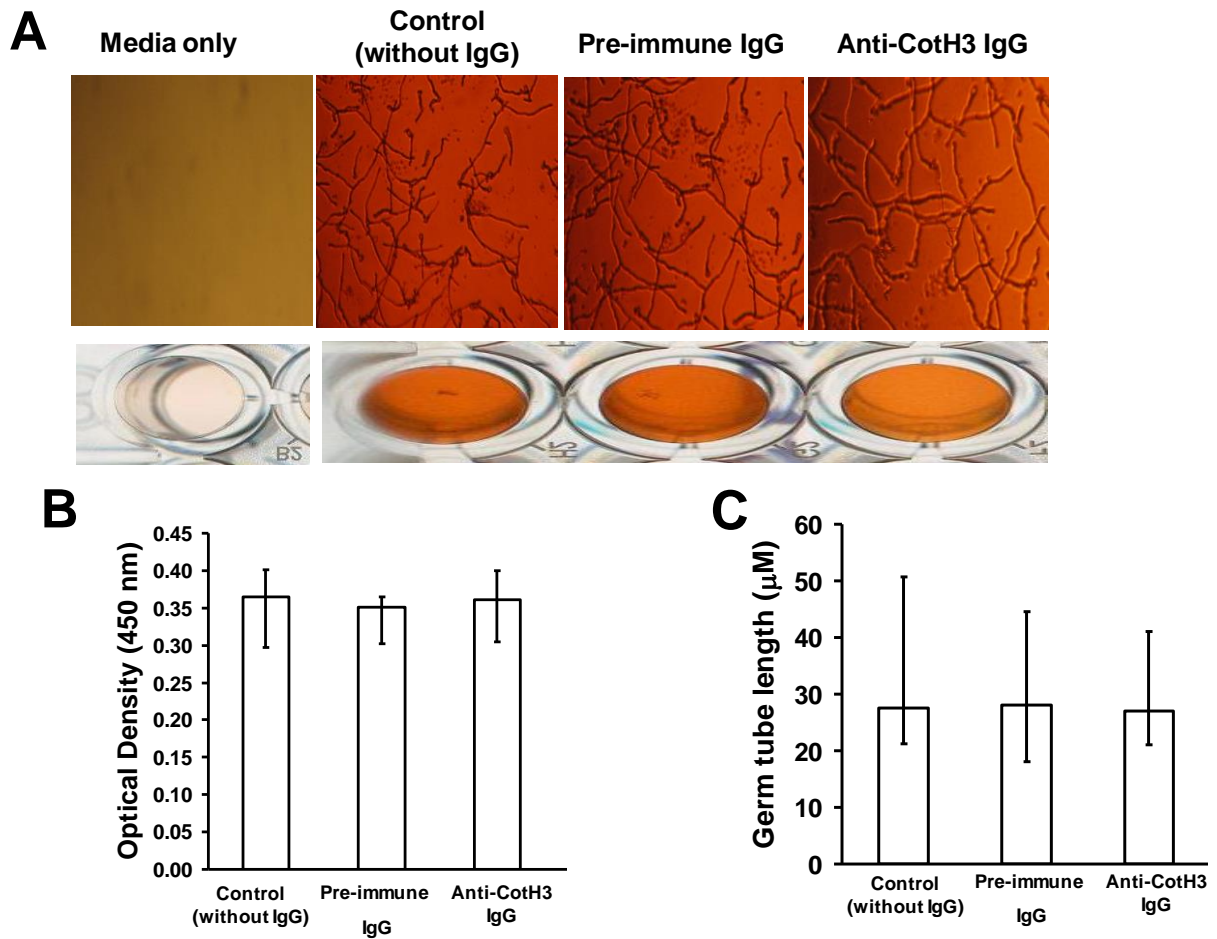 A
Media only
Control
(without IgG)
Pre-immune IgG
Anti-CotH3 IgG
B2
B
Optical Density (450 nm)
0.45
0.40
0.35
0.30
0.25
0.20
0.15
0.10
0.05
0.00
Control
(without IgG)
Pre-immune
IgG
Anti-CotH3
IgG
C
Germ tube length (μM)
60
50
40
30
20
10
0
Control
(without IgG)
Pre-immune
IgG
Anti-CotH3
IgG